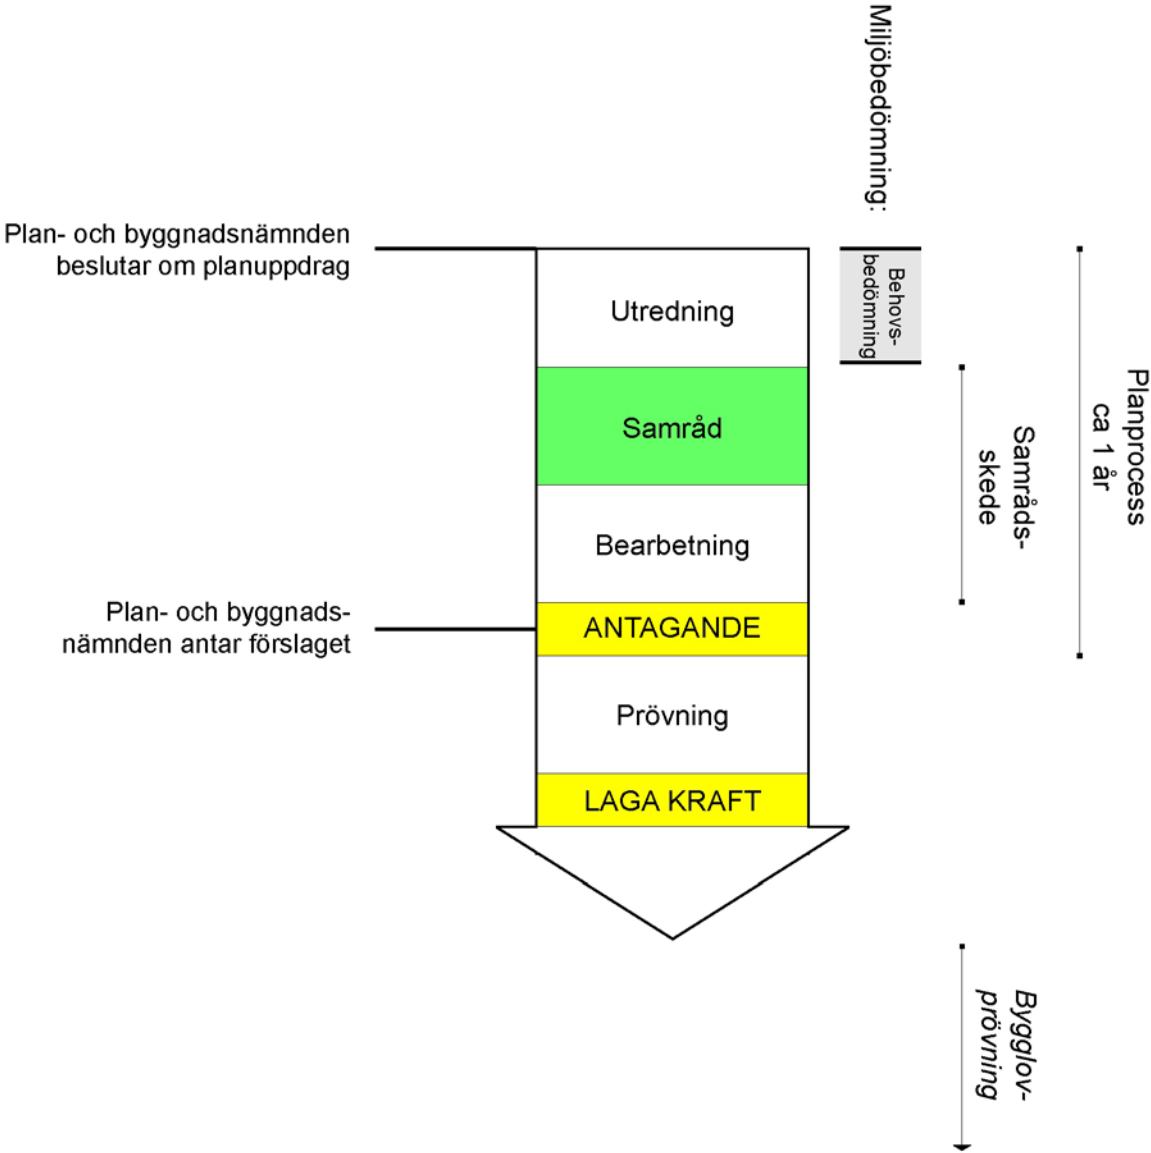 Miljöbedömning:
Plan- och byggnadsnämnden
beslutar om planuppdrag
Utredning
Behovs-
bedömning
Samråd
Planprocess
ca 1 år
Samråds-
skede
Bearbetning
Plan- och byggnads-
nämnden antar förslaget
ANTAGANDE
Prövning
LAGA KRAFT
Bygglov-
prövning